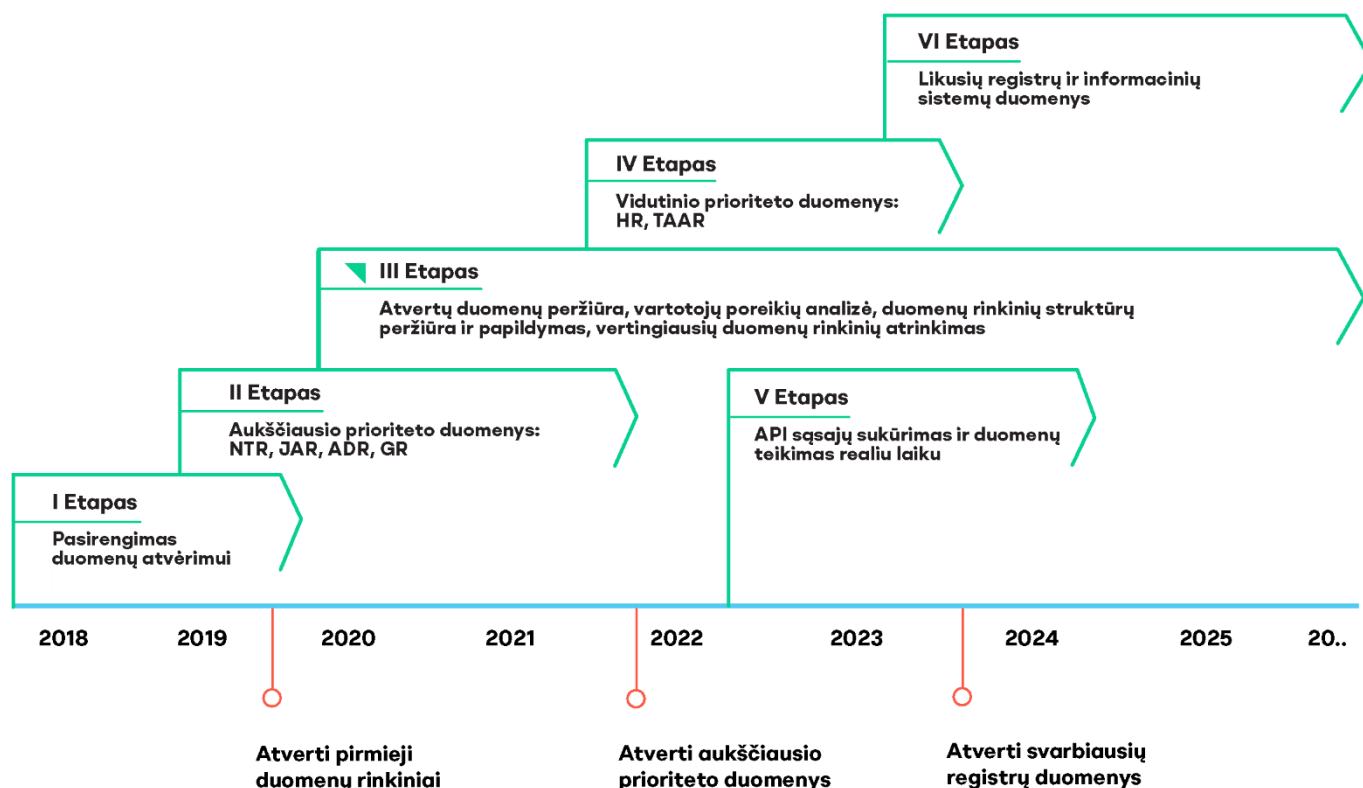 VI Etapas
Likusių registrų ir informacinių
sistemų duomenys
IV Etapas
Vidutinio prioriteto duomenys:
HR, TAAR
III Etapas
Atvertų duomenų peržiūra, vartotojų poreikių analizė, duomenų rinkinių struktūrų
peržiūra ir papildymas, vertingiausių duomenų rinkinių atrinkimas
II Etapas
Aukščiausio prioriteto duomenys:
NTR, JAR, ADR, GR
V Etapas
API sąsajų sukūrimas ir duomenų
teikimas realiu laiku
I Etapas
Pasirengimas
duomenų atvėrimui
2018 2019 2020 2021 2022 2023 2024 2025 20..
Atverti pirmieji
duomenų rinkiniai
Atverti aukščiausio
prioriteto duomenys
Atverti svarbiausių
registrų duomenys